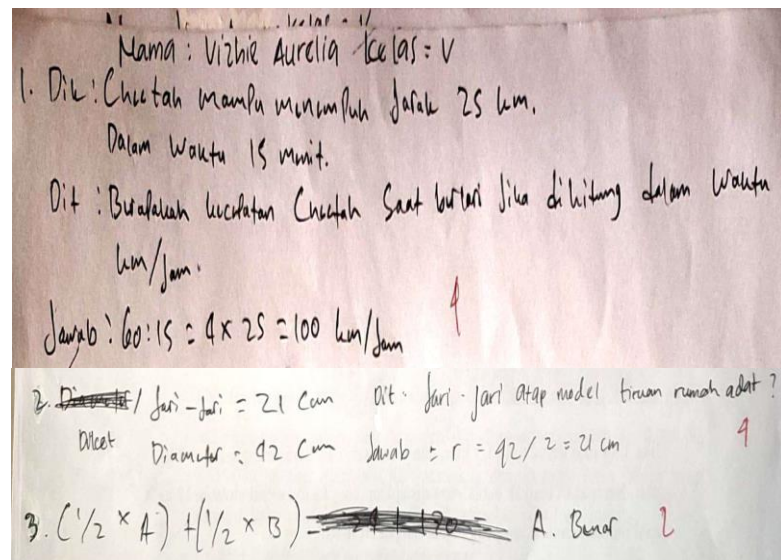 Nama : Vizhie Aurelia Kelas = V
1. Dik : Cheetah mampu menempuh Jarak 25 km.
Dalam Waktu 15 menit.
Dit : Berapakah kecepatan Cheetah Saat berlari Jika dihitung dalam Waktu
km/Jam.
Jawab : 60:15 = 4 x 25 = 100 km/Jam 4
2. / Jari-Jari = 21 Cm Dit : Jari-jari atap model tiruan rumah adat ?
Diket Diameter = 42 Cm Jawab = r = 42/2 = 21 cm 4
3. (1/2 x A) + (1/2 x B) = A. Benar 2